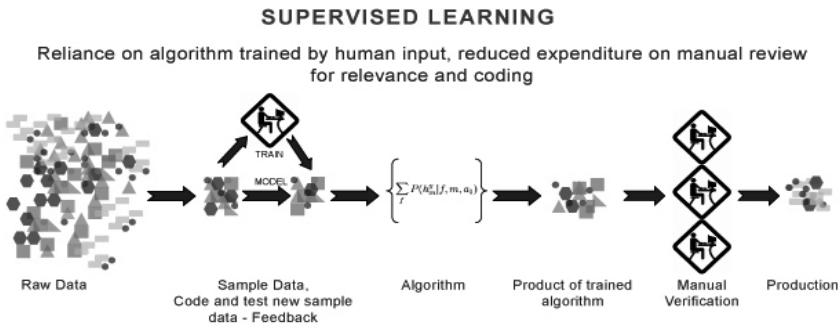 SUPERVISED LEARNING
Reliance on algorithm trained by human input, reduced expenditure on manual review
for relevance and coding
TRAIN
MODEL
Raw Data
Sample Data,
Code and test new sample
data - Feedback
Algorithm
Product of trained
algorithm
Manual
Verification
Production